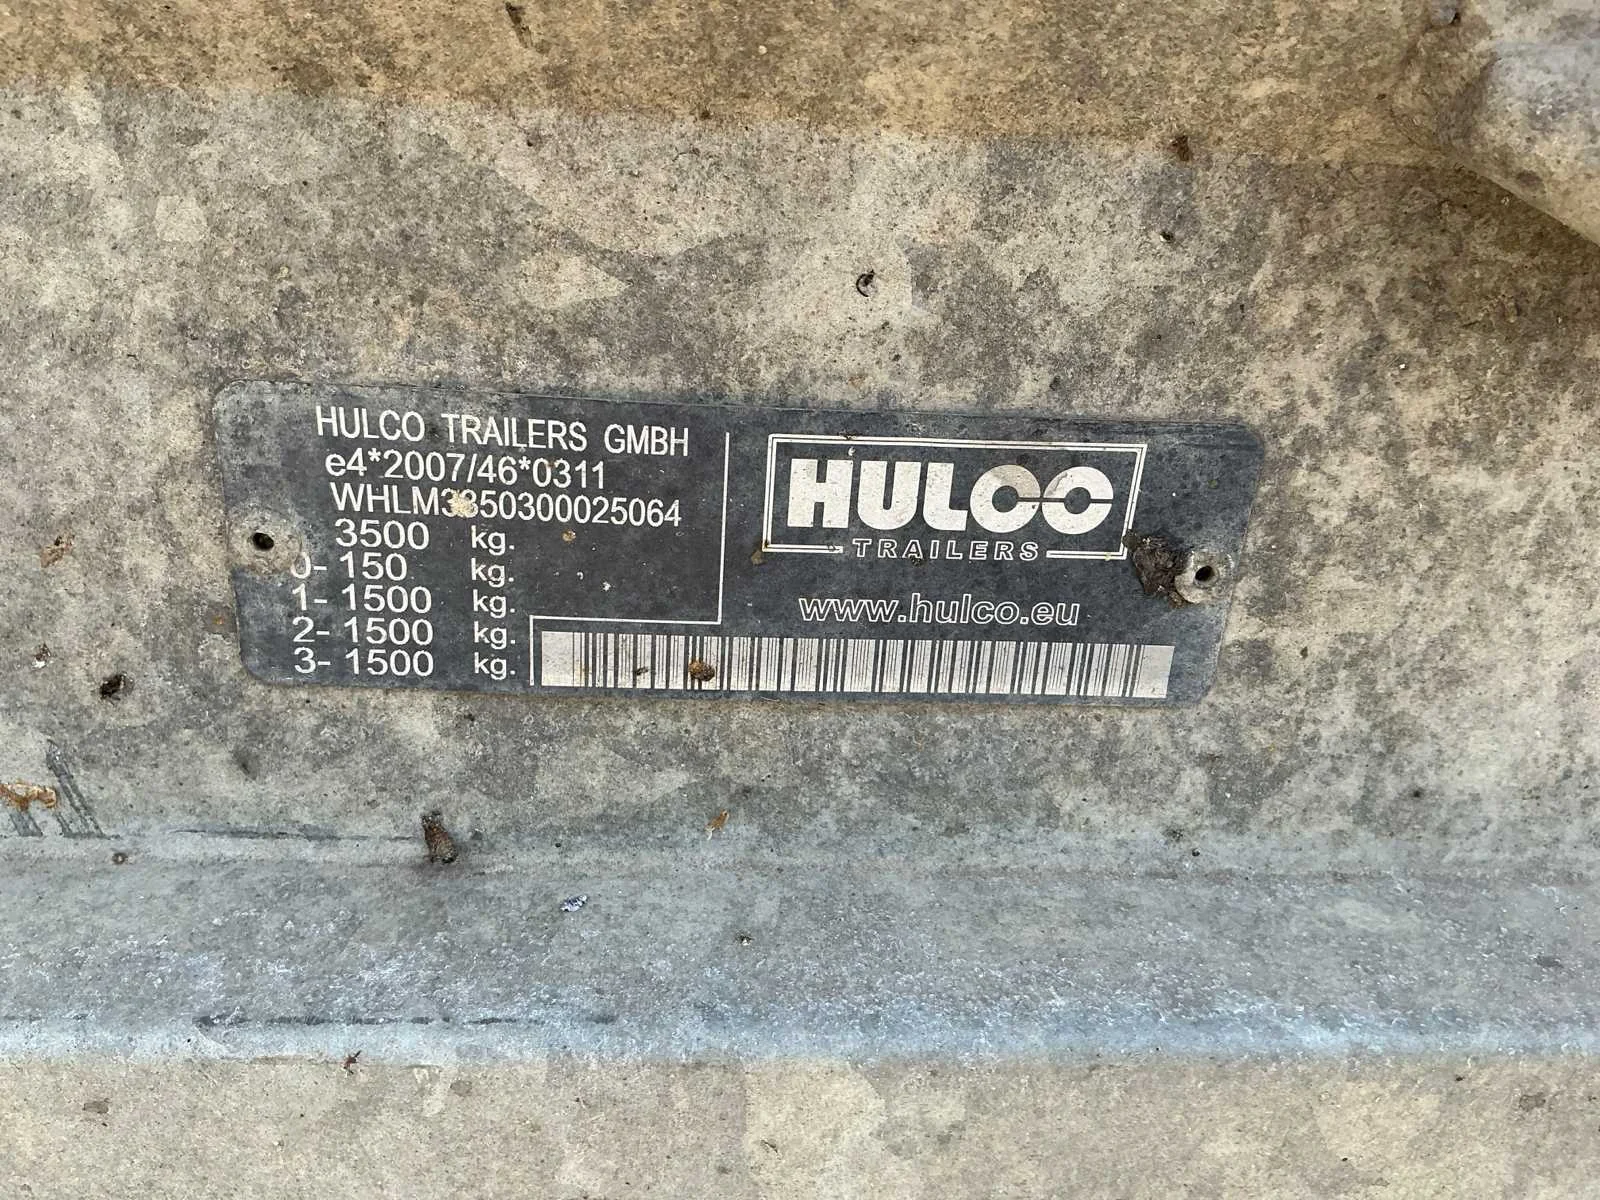 HULCO TRAILERS GMBH
e4*2007/46*0311
3500 kg.
0- 150 kg.
1- 1500 kg.
2- 1500 kg.
3- 1500 kg.
HULCO
TRAILERS
www.hulco.eu